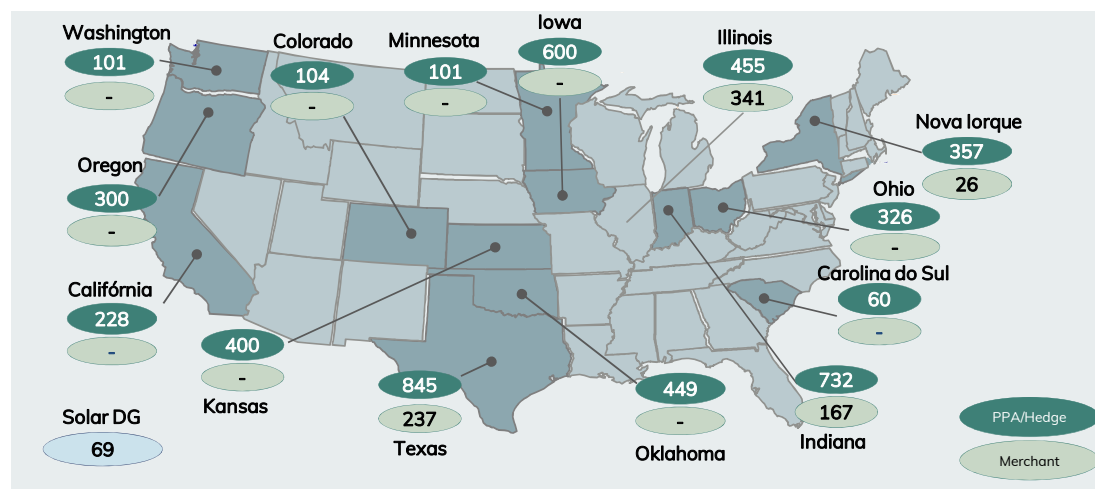 Washington
101
-
Colorado
104
-
Minnesota
101
-
Iowa
600
-
Illinois
455
341
Nova Iorque
357
26
Oregon
300
-
Ohio
326
-
Califórnia
228
-
Carolina do Sul
60
-
400
-
Kansas
845
237
Texas
449
-
Oklahoma
732
167
Indiana
Solar DG
69
PPA/Hedge
Merchant